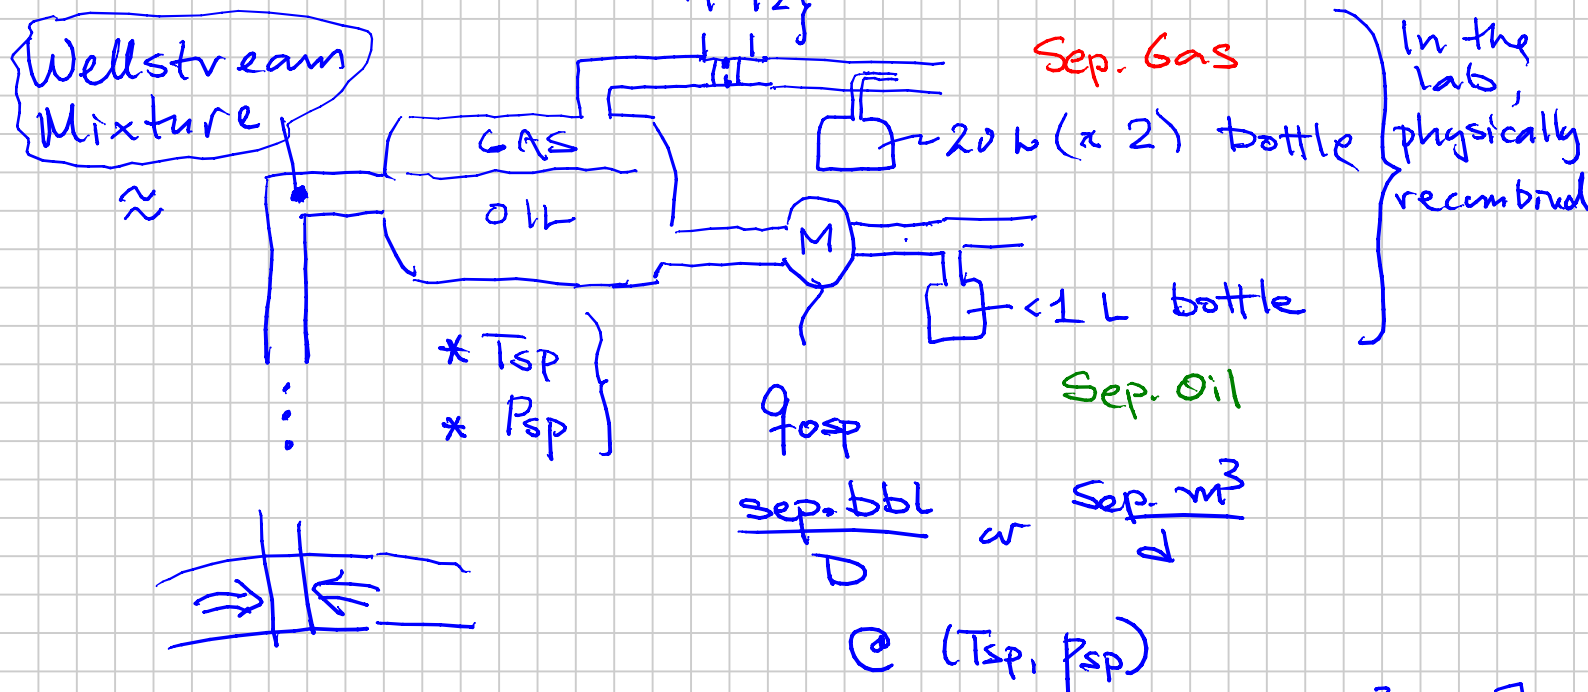 Wellstream
Mixture
≈
GAS
OIL
M
* Tsp
* Psp
Sep. Gas
~20 L (x 2) bottle
<1 L bottle
In the
Lab,
physically
recombined
Sep. Oil
qosp
sep. bbl
D
or
Sep. m³
d
@ (Tsp, psp)